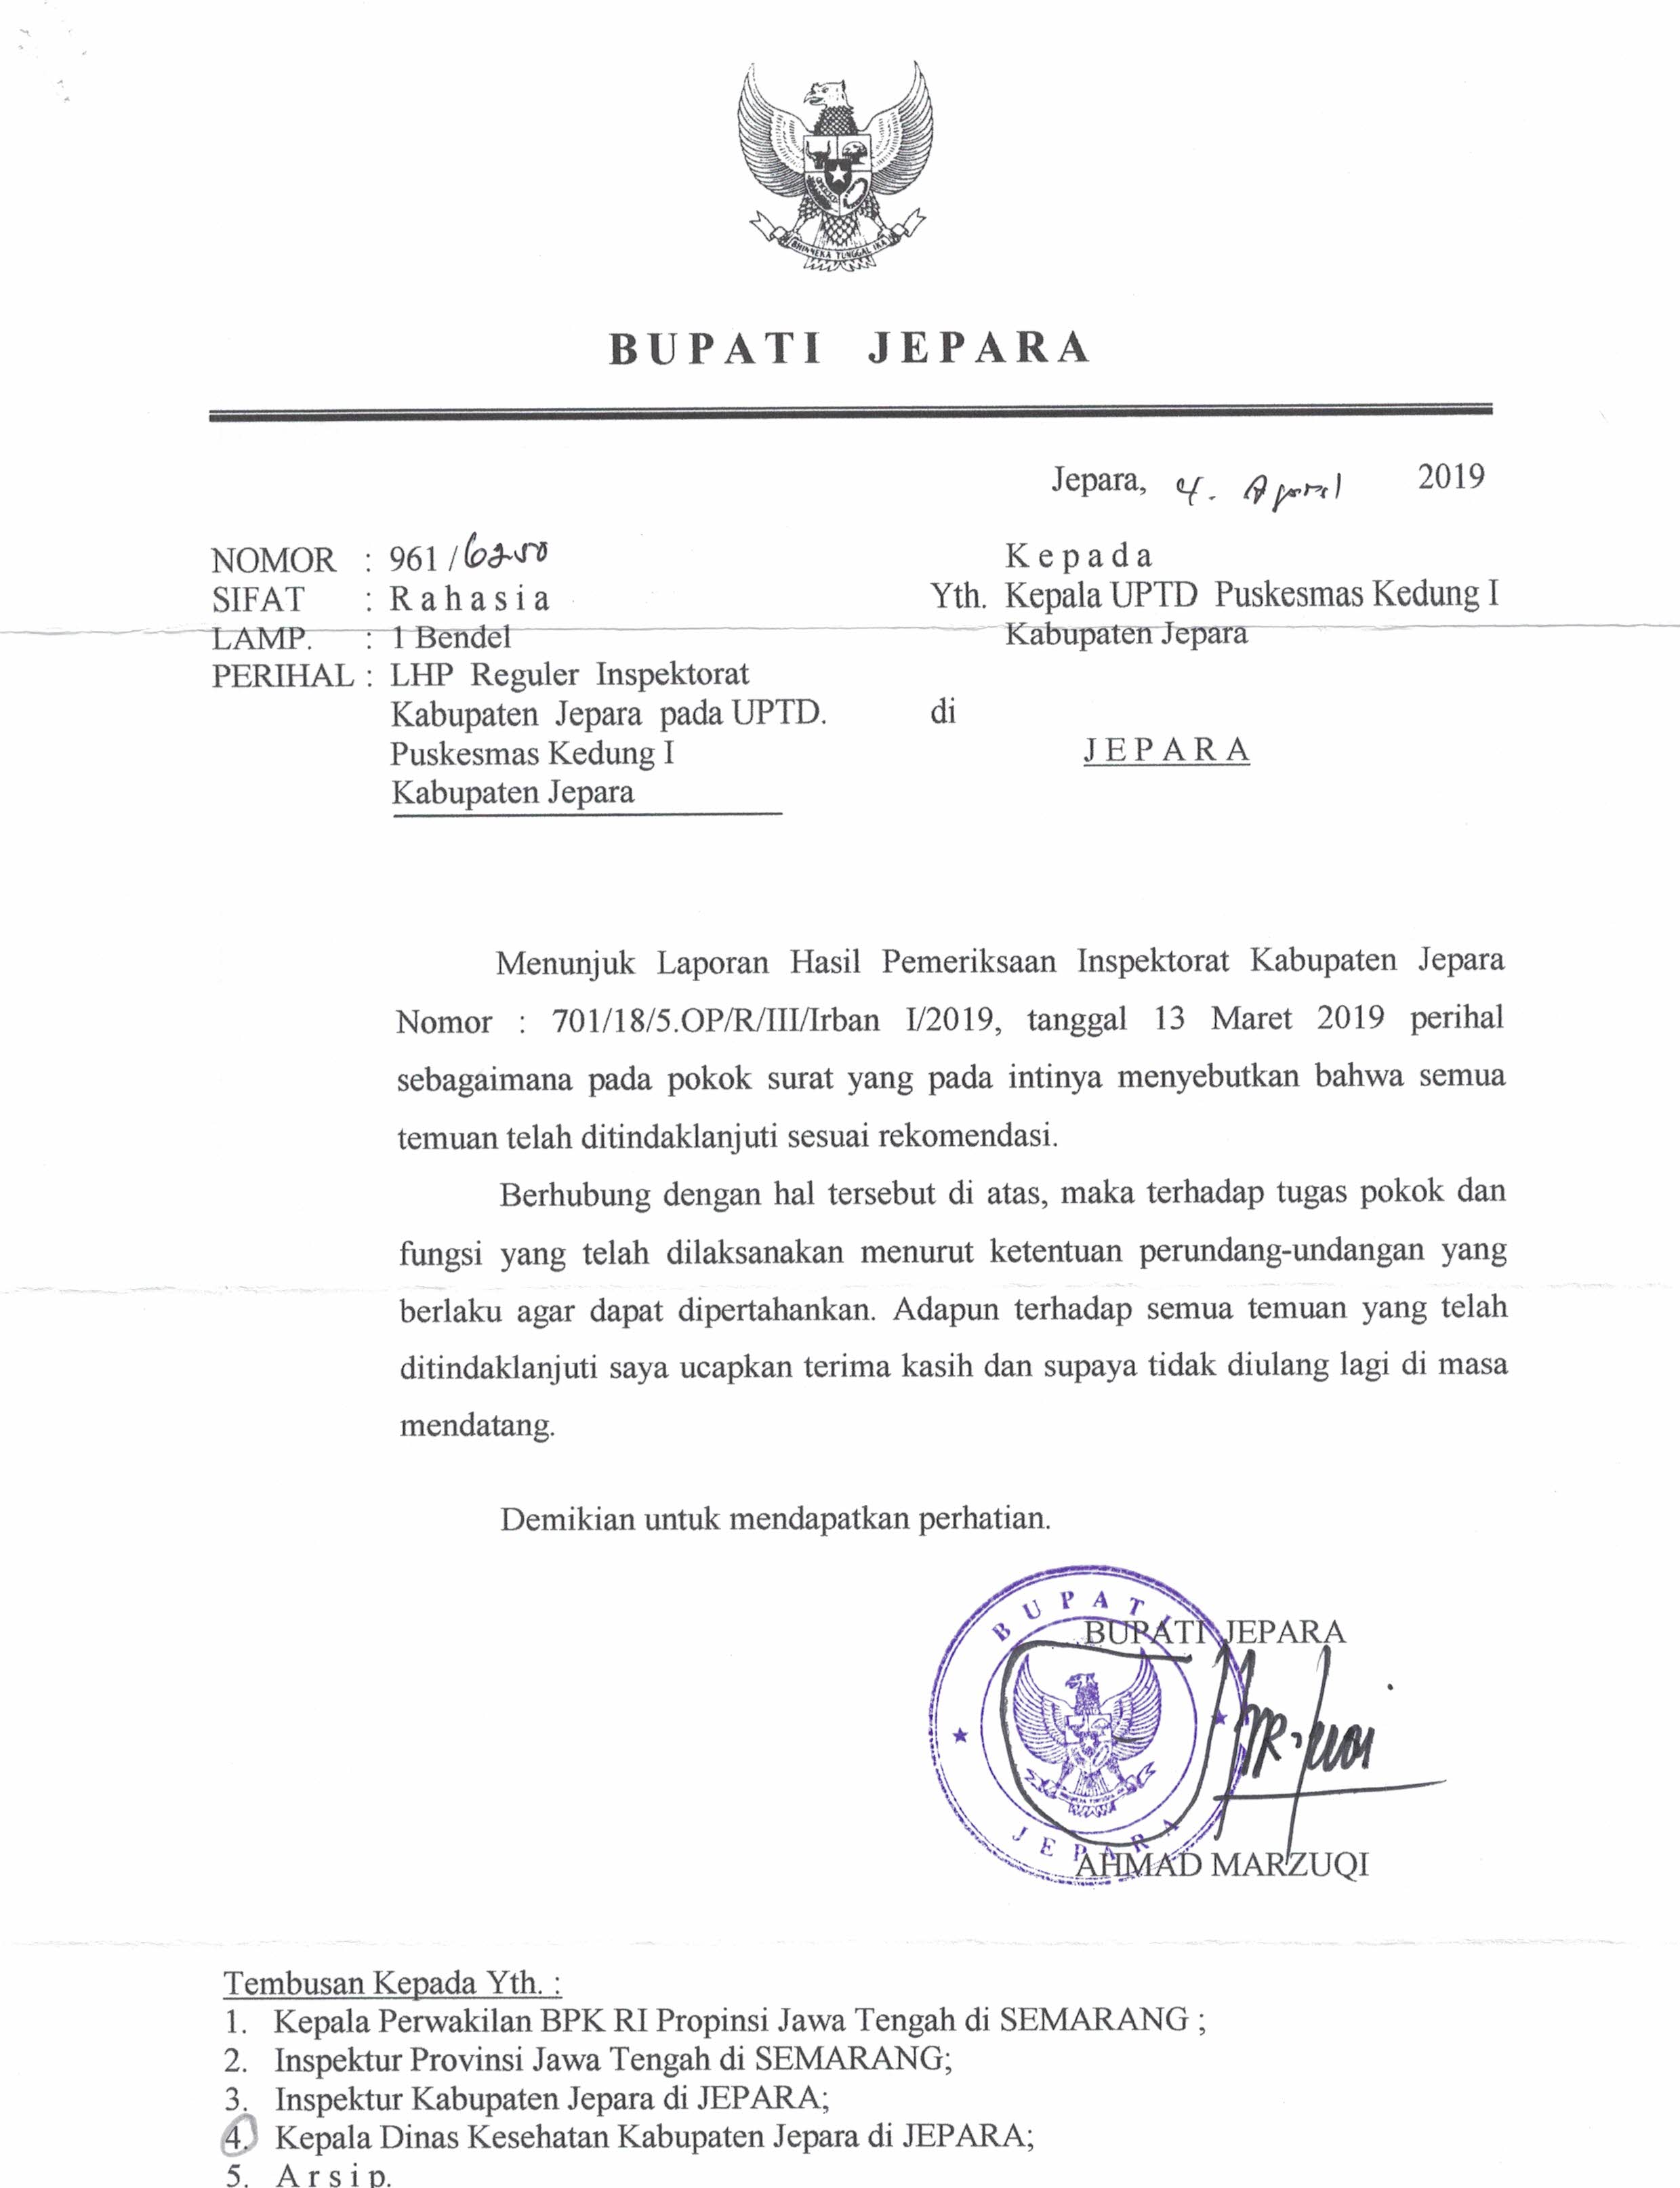 BHINNEKA TUNGGAL IKA
BUPATI JEPARA
Jepara, 4. April 2019
NOMOR : 961 / 6250
SIFAT : Rahasia
LAMP. : 1 Bendel
PERIHAL : LHP Reguler Inspektorat
Kabupaten Jepara pada UPTD.
Puskesmas Kedung I
Kabupaten Jepara
Kepada
Yth. Kepala UPTD Puskesmas Kedung I
Kabupaten Jepara
di
JEPARA
Menunjuk Laporan Hasil Pemeriksaan Inspektorat Kabupaten Jepara
Nomor : 701/18/5.OP/R/III/Irban I/2019, tanggal 13 Maret 2019 perihal
sebagaimana pada pokok surat yang pada intinya menyebutkan bahwa semua
temuan telah ditindaklanjuti sesuai rekomendasi.
Berhubung dengan hal tersebut di atas, maka terhadap tugas pokok dan
fungsi yang telah dilaksanakan menurut ketentuan perundang-undangan yang
berlaku agar dapat dipertahankan. Adapun terhadap semua temuan yang telah
ditindaklanjuti saya ucapkan terima kasih dan supaya tidak diulang lagi di masa
mendatang.
Demikian untuk mendapatkan perhatian.
BUPATI JEPARA
BUPATI
JEPARA
AHMAD MARZUQI
Tembusan Kepada Yth. :
1. Kepala Perwakilan BPK RI Propinsi Jawa Tengah di SEMARANG ;
2. Inspektur Provinsi Jawa Tengah di SEMARANG;
3. Inspektur Kabupaten Jepara di JEPARA;
4. Kepala Dinas Kesehatan Kabupaten Jepara di JEPARA;
5. Arsip.